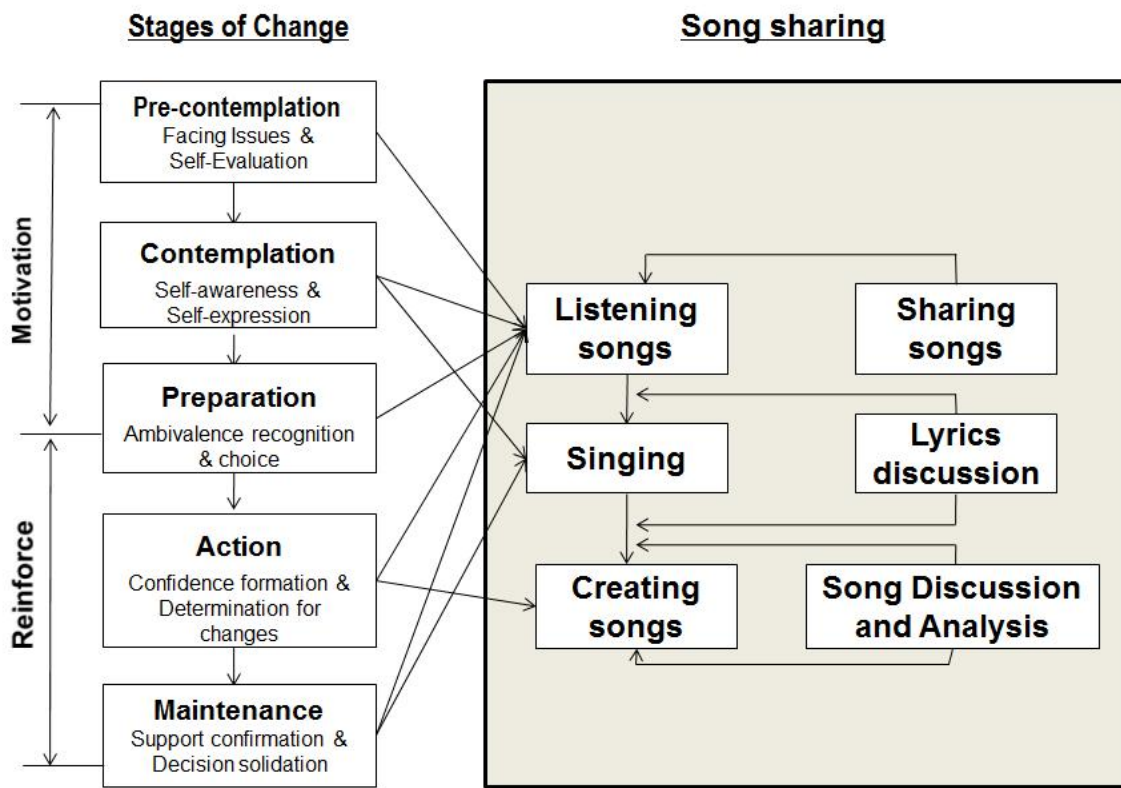 Stages of Change
Song sharing
Motivation
Reinforce
Pre-contemplation
Facing Issues &
Self-Evaluation
Contemplation
Self-awareness &
Self-expression
Preparation
Ambivalence recognition
& choice
Action
Confidence formation &
Determination for
changes
Maintenance
Support confirmation &
Decision solidation
Listening
songs
Sharing
songs
Singing
Lyrics
discussion
Creating
songs
Song Discussion
and Analysis